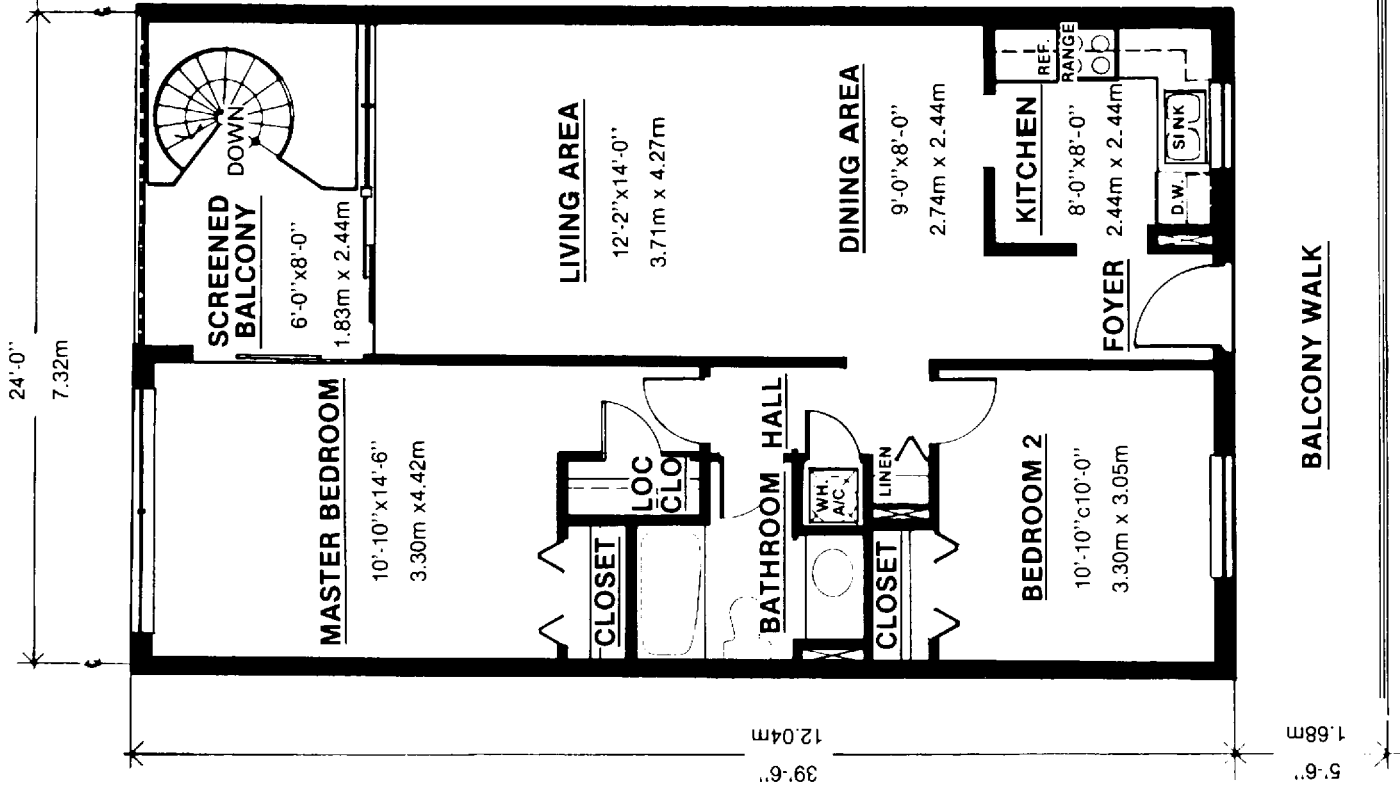 24'-0"
7.32m
SCREENED
BALCONY
6'-0"x8'-0"
1.83m x 2.44m
DOWN
LIVING AREA
12'-2"x14'-0"
3.71m x 4.27m
DINING AREA
9'-0"x8'-0"
2.74m x 2.44m
KITCHEN
8'-0"x8'-0"
2.44m x 2.44m
REF.
RANGE
SINK
D.W.
FOYER
MASTER BEDROOM
10'-10"x14'-6"
3.30m x4.42m
LOC
CLO
CLOSET
BATHROOM
HALL
WH.
A/C
LINEN
CLOSET
BEDROOM 2
10'-10"c10'-0"
3.30m x 3.05m
BALCONY WALK
12.04m
39'-6"
1.68m
5'-6"